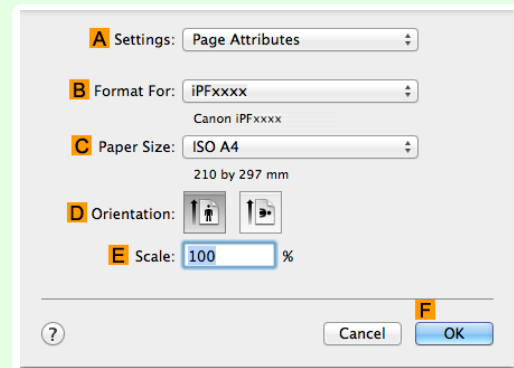 A Settings: Page Attributes
B Format For: iPFxxxx
Canon iPFxxxx
C Paper Size: ISO A4
210 by 297 mm
D Orientation:
E Scale: 100 %
F
? Cancel OK